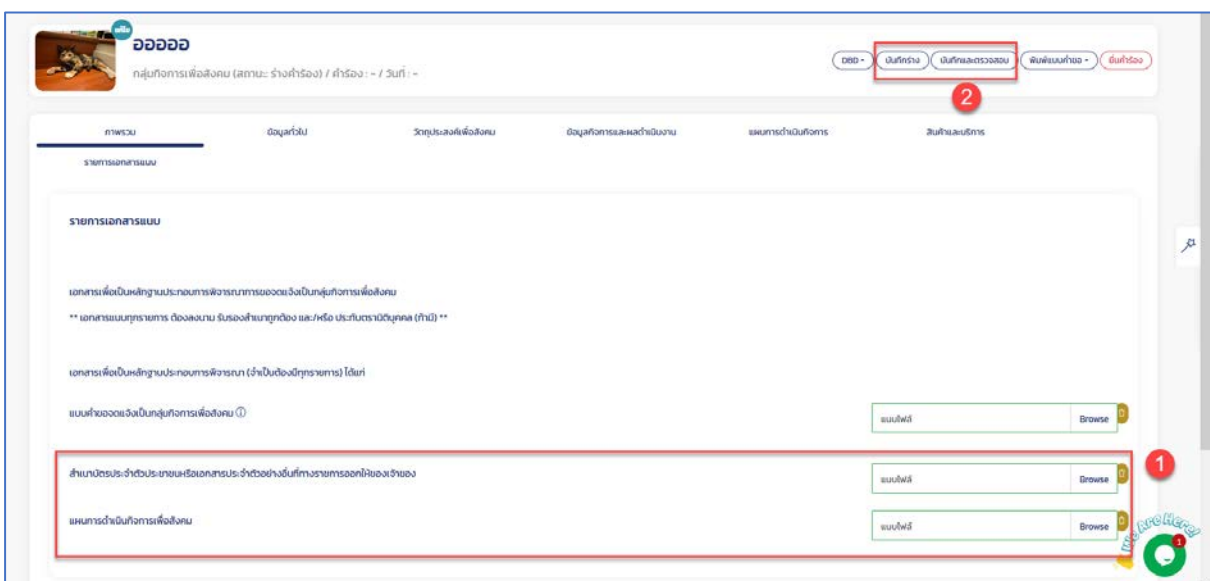 แก้ไข
ออออออ
กลุ่มกิจการเพื่อสังคม (สถานะ: ร่างคำร้อง) / คำร้อง : - / วันที่ : -
DBD
บันทึกร่าง
บันทึกและตรวจสอบ
พิมพ์แบบคำขอ
ยื่นคำร้อง
2
ภาพรวม
ข้อมูลทั่วไป
วัตถุประสงค์เพื่อสังคม
ข้อมูลกิจการและผลดำเนินงาน
แผนการดำเนินกิจการ
สินค้าและบริการ
รายการเอกสารแนบ
รายการเอกสารแนบ
เอกสารเพื่อเป็นหลักฐานประกอบการพิจารณาการขอจดแจ้งเป็นกลุ่มกิจการเพื่อสังคม
** เอกสารแนบทุกรายการ ต้องลงนาม รับรองสำเนาถูกต้อง และ/หรือ ประทับตรานิติบุคคล (ถ้ามี) **
เอกสารเพื่อเป็นหลักฐานประกอบการพิจารณา (จำเป็นต้องมีทุกรายการ) ได้แก่
แบบคำขอจดแจ้งเป็นกลุ่มกิจการเพื่อสังคม
แนบไฟล์ Browse
สำเนาบัตรประจำตัวประชาชนหรือเอกสารประจำตัวอย่างอื่นที่ทางราชการออกให้ของเจ้าของ
แนบไฟล์ Browse
1
แผนการดำเนินกิจการเพื่อสังคม
แนบไฟล์ Browse
We Are Here!
1